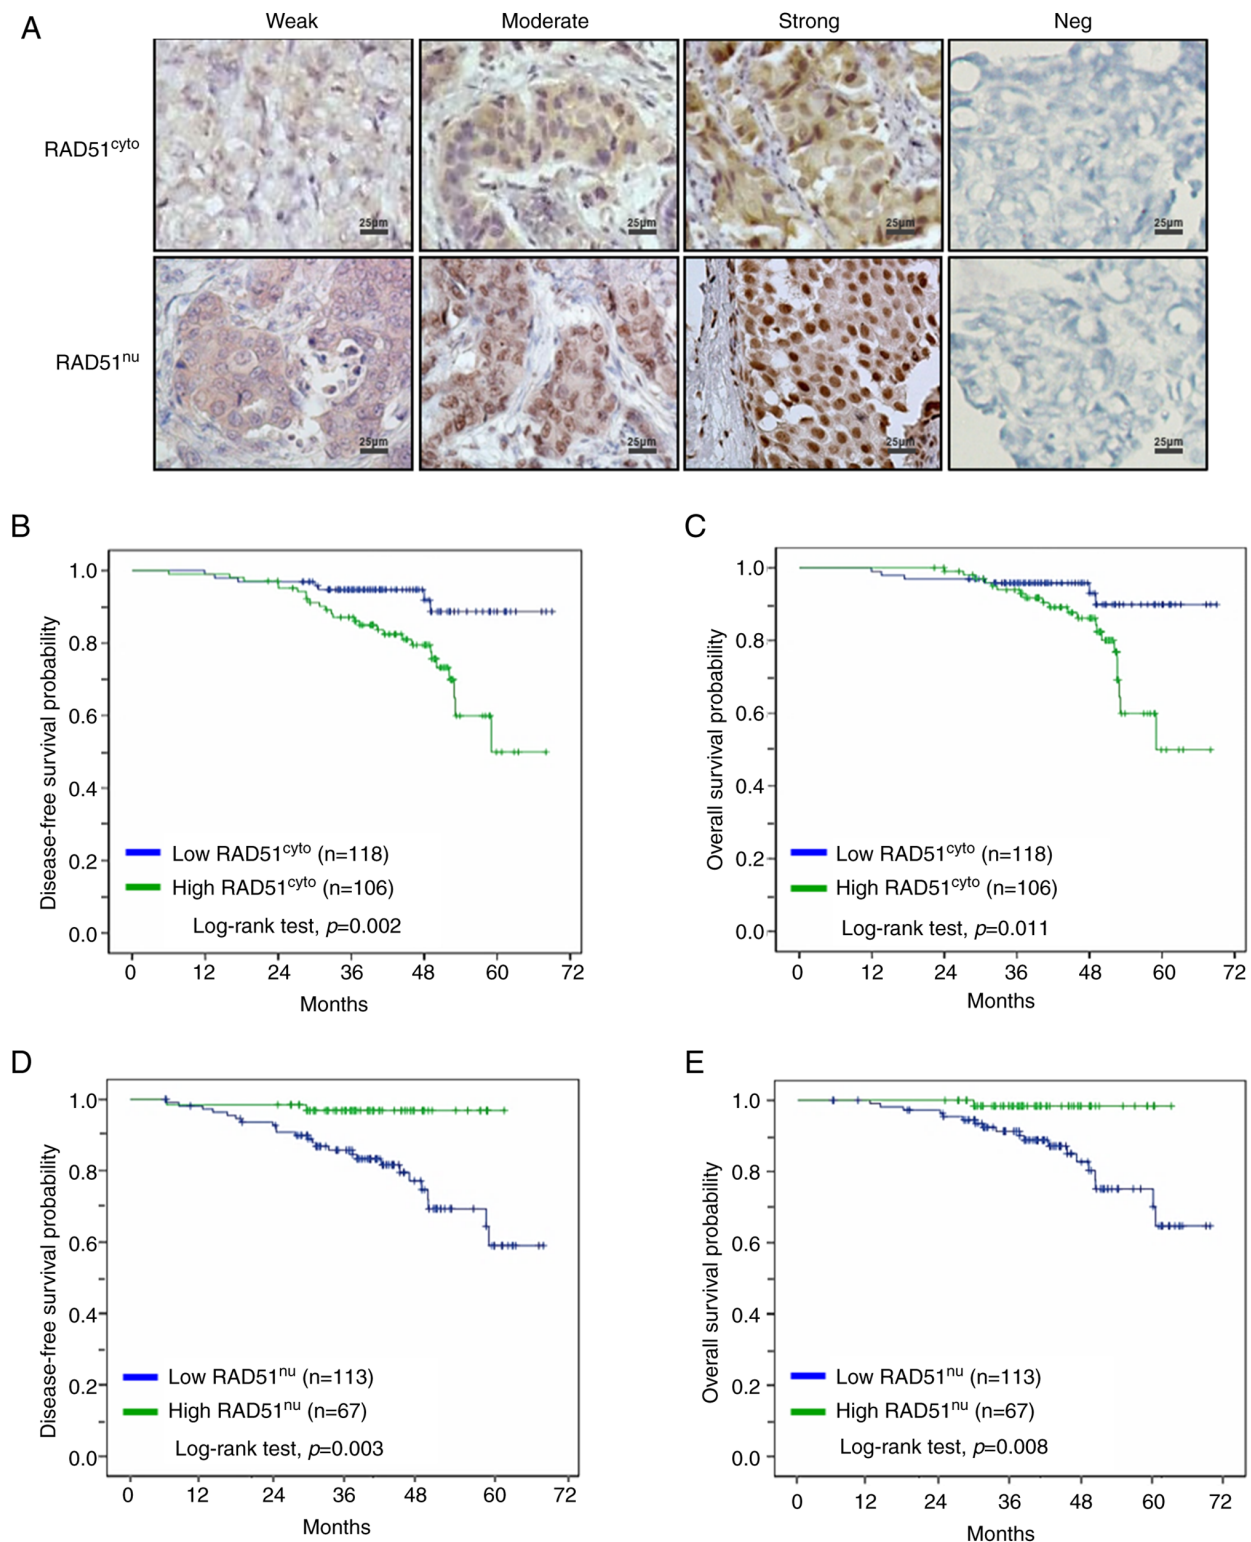 A
Weak Moderate Strong Neg
RAD51cyto
25µm 25µm 25µm 25µm
RAD51nu
25µm 25µm 25µm 25µm
B
Disease-free survival probability
1.0
0.8
0.6
0.4
0.2
0.0
Low RAD51cyto (n=118)
High RAD51cyto (n=106)
Log-rank test, p=0.002
0 12 24 36 48 60 72
Months
C
Overall survival probability
1.0
0.8
0.6
0.4
0.2
0.0
Low RAD51cyto (n=118)
High RAD51cyto (n=106)
Log-rank test, p=0.011
0 12 24 36 48 60 72
Months
D
Disease-free survival probability
1.0
0.8
0.6
0.4
0.2
0.0
Low RAD51nu (n=113)
High RAD51nu (n=67)
Log-rank test, p=0.003
0 12 24 36 48 60 72
Months
E
Overall survival probability
1.0
0.8
0.6
0.4
0.2
0.0
Low RAD51nu (n=113)
High RAD51nu (n=67)
Log-rank test, p=0.008
0 12 24 36 48 60 72
Months